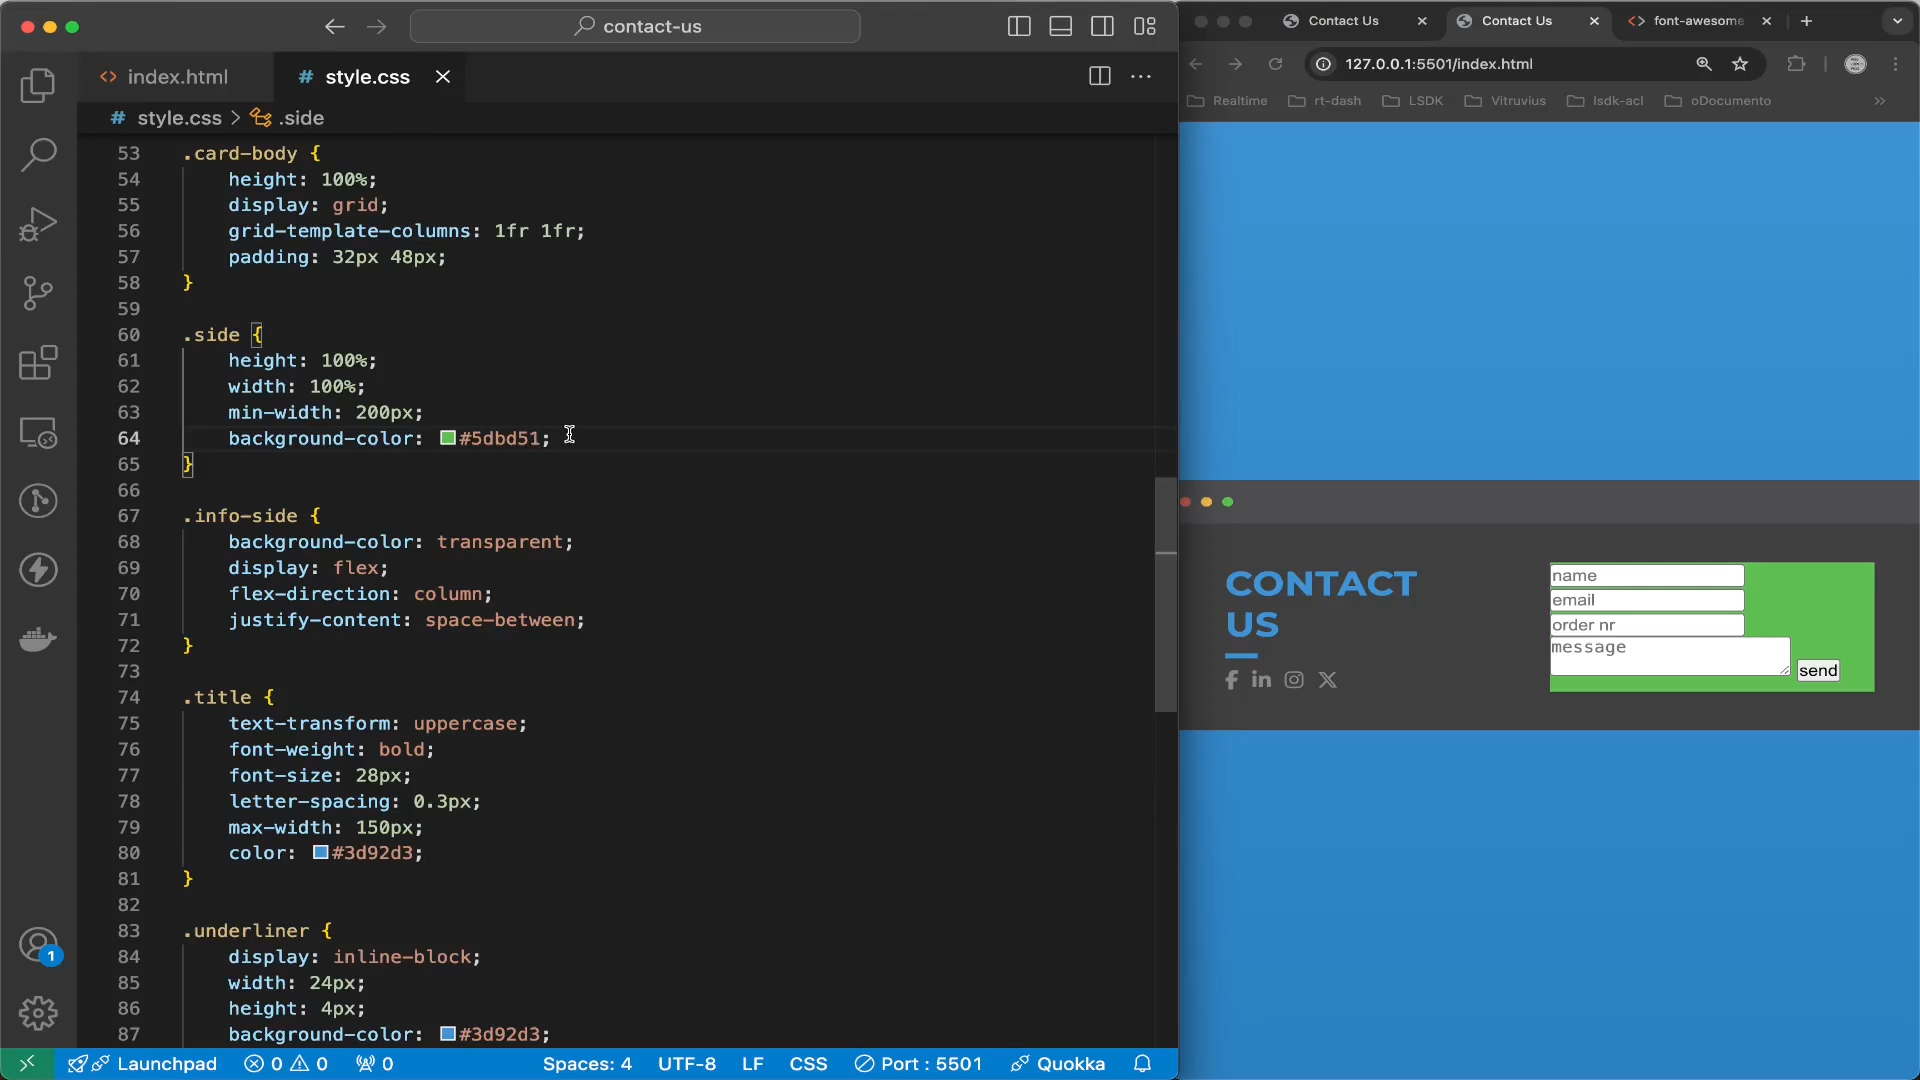 contact-us
index.html
style.css
style.css > .side
53 .card-body {
54 height: 100%;
55 display: grid;
56 grid-template-columns: 1fr 1fr;
57 padding: 32px 48px;
58 }
59
60 .side {
61 height: 100%;
62 width: 100%;
63 min-width: 200px;
64 background-color: #5dbd51;
65 }
66
67 .info-side {
68 background-color: transparent;
69 display: flex;
70 flex-direction: column;
71 justify-content: space-between;
72 }
73
74 .title {
75 text-transform: uppercase;
76 font-weight: bold;
77 font-size: 28px;
78 letter-spacing: 0.3px;
79 max-width: 150px;
80 color: #3d92d3;
81 }
82
83 .underliner {
84 display: inline-block;
85 width: 24px;
86 height: 4px;
87 background-color: #3d92d3;
1
Launchpad 0 0 0 Spaces: 4 UTF-8 LF CSS Port : 5501 Quokka
Contact Us
Contact Us
font-awesome
127.0.0.1:5501/index.html
Realtime rt-dash LSDK Vitruvius lsdk-acl oDocumento
CONTACT
US
name
email
order nr
message
send